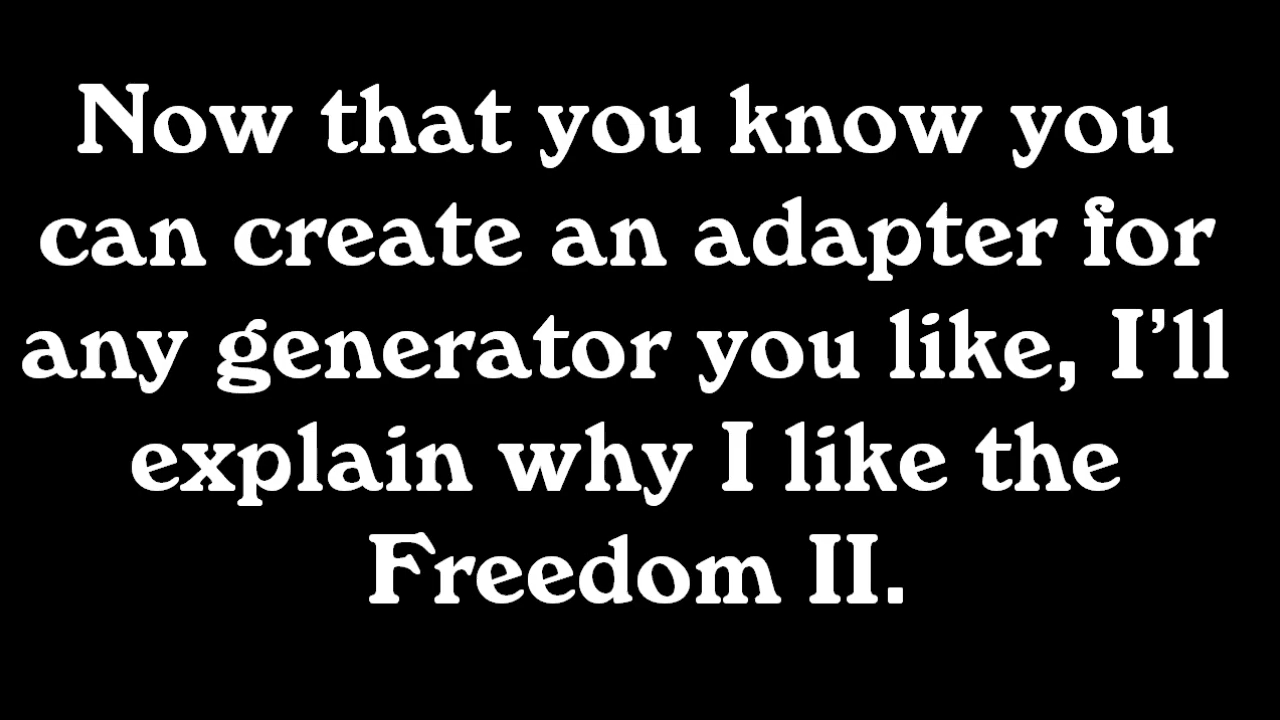 Now that you know you
can create an adapter for
any generator you like, I’ll
explain why I like the
Freedom II.